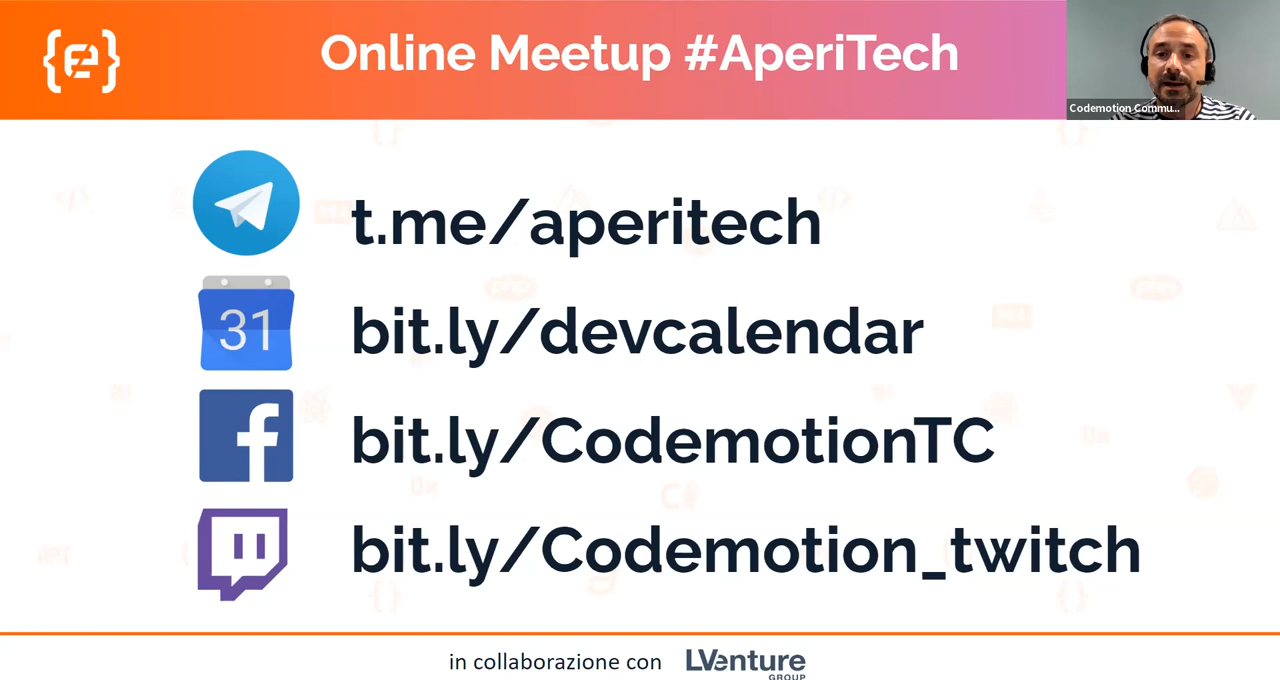 Online Meetup #AperiTech
Codemotion Commu...
t.me/aperitech
31
bit.ly/devcalendar
bit.ly/CodemotionTC
bit.ly/Codemotion_twitch
in collaborazione con
LVenture
GROUP